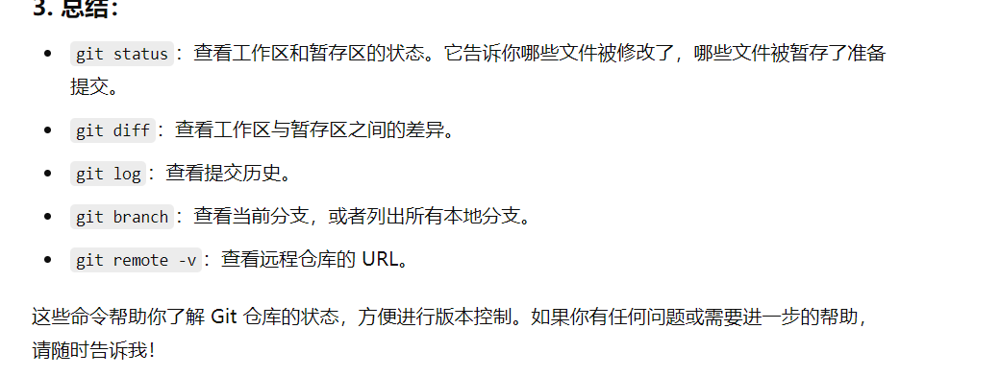 3. 总结：
git status：查看工作区和暂存区的状态。它告诉你哪些文件被修改了，哪些文件被暂存了准备
提交。
git diff：查看工作区与暂存区之间的差异。
git log：查看提交历史。
git branch：查看当前分支，或者列出所有本地分支。
git remote -v：查看远程仓库的 URL。
这些命令帮助你了解 Git 仓库的状态，方便进行版本控制。如果你有任何问题或需要进一步的帮助，
请随时告诉我！